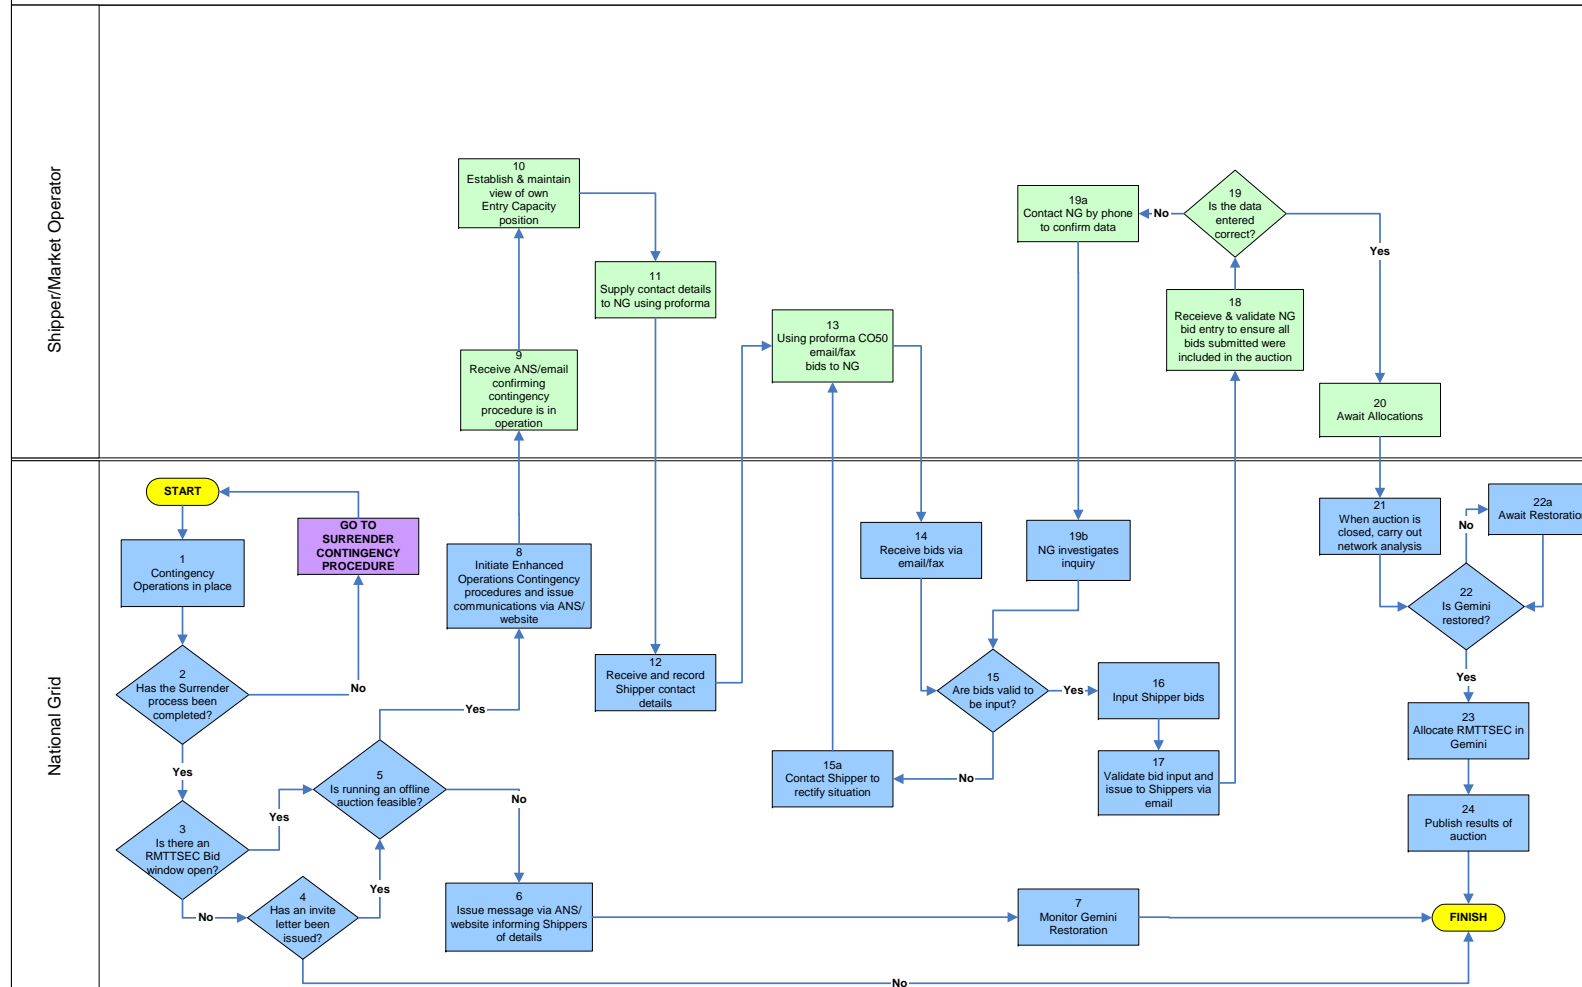 Shipper/Market Operator
10
Establish & maintain
view of own
Entry Capacity
position
11
Supply contact details
to NG using proforma
9
Receive ANS/email
confirming
contingency
procedure is in
operation
13
Using proforma CO50
email/fax
bids to NG
19a
Contact NG by phone
to confirm data
No
19
Is the data
entered
correct?
Yes
18
Receieve & validate NG
bid entry to ensure all
bids submitted were
included in the auction
20
Await Allocations
National Grid
START
GO TO
SURRENDER
CONTINGENCY
PROCEDURE
1
Contingency
Operations in place
2
Has the Surrender
process been
completed?
No
Yes
3
Is there an
RMTTSEC Bid
window open?
Yes
No
4
Has an invite
letter been
issued?
Yes
No
5
Is running an offline
auction feasible?
Yes
No
8
Initiate Enhanced
Operations Contingency
procedures and issue
communications via ANS/
website
6
Issue message via ANS/
website informing Shippers
of details
7
Monitor Gemini
Restoration
12
Receive and record
Shipper contact
details
14
Receive bids via
email/fax
19b
NG investigates
inquiry
15
Are bids valid to
be input?
Yes
No
15a
Contact Shipper to
rectify situation
16
Input Shipper bids
17
Validate bid input and
issue to Shippers via
email
21
When auction is
closed, carry out
network analysis
22a
Await Restoration
No
22
Is Gemini
restored?
Yes
23
Allocate RMTTSEC in
Gemini
24
Publish results of
auction
FINISH